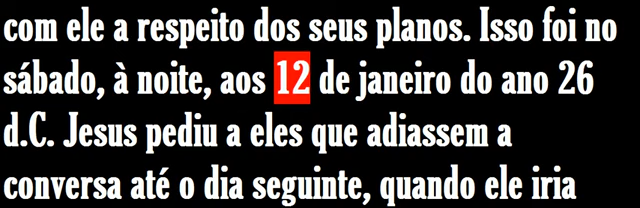 com ele a respeito dos seus planos. Isso foi no
sábado, à noite, aos 12 de janeiro do ano 26
d.C. Jesus pediu a eles que adiassem a
conversa até o dia seguinte, quando ele iria